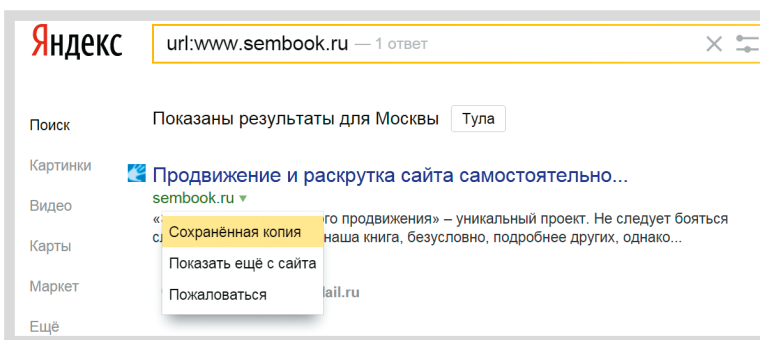 Яндекс
url:www.sembook.ru — 1 ответ
Показаны результаты для Москвы Тула
Поиск
Картинки
Видео
Карты
Маркет
Ещё
Продвижение и раскрутка сайта самостоятельно...
sembook.ru
го продвижения» – уникальный проект. Не следует бояться
наша книга, безусловно, подробнее других, однако...
Сохранённая копия
Показать ещё с сайта
Пожаловаться
ail.ru